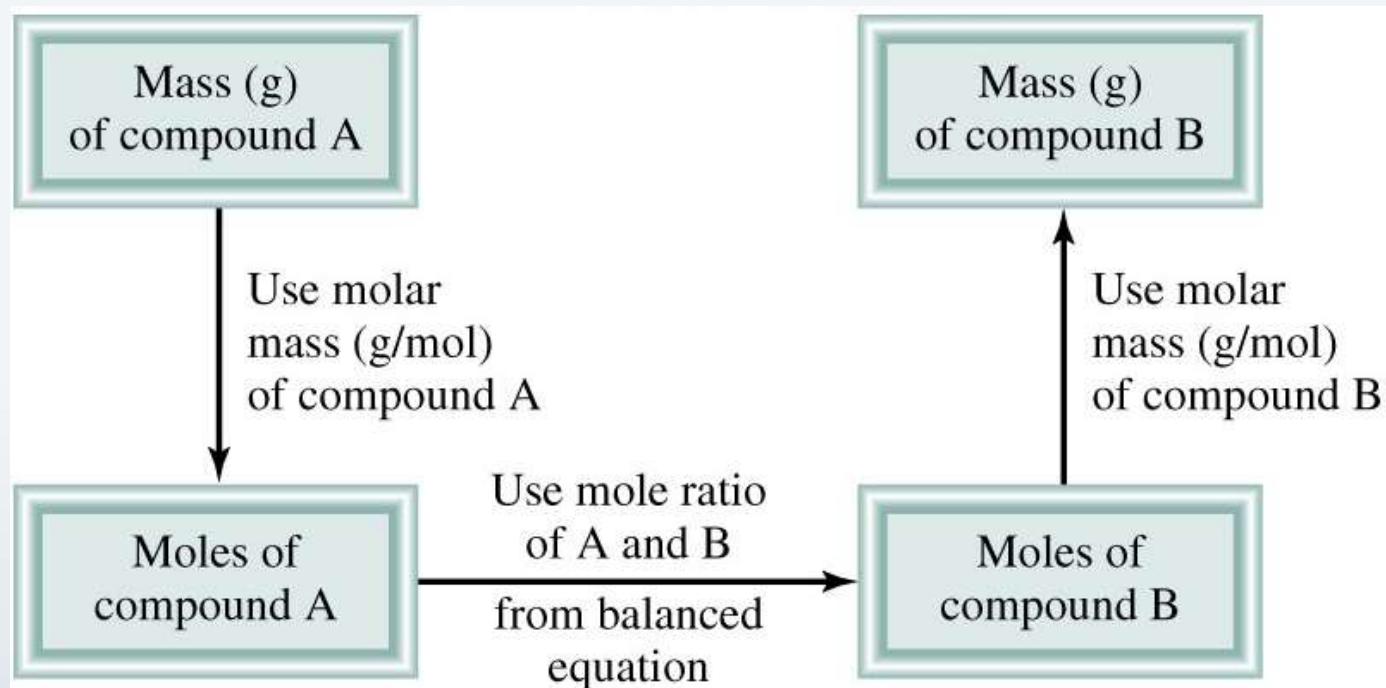 Mass (g)
of compound A
Mass (g)
of compound B
Use molar
mass (g/mol)
of compound A
Use molar
mass (g/mol)
of compound B
Moles of
compound A
Use mole ratio
of A and B
from balanced
equation
Moles of
compound B